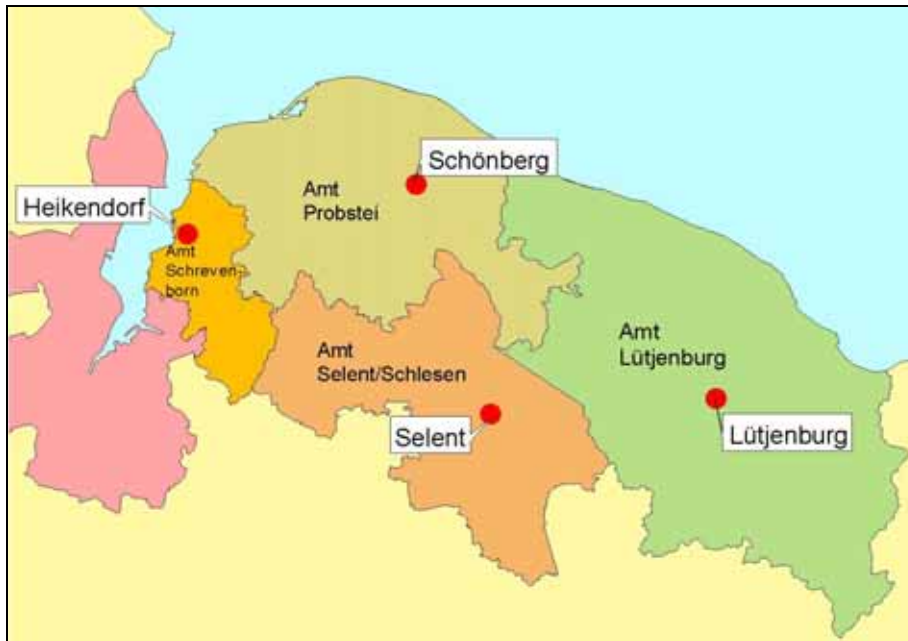 Schönberg
Amt
Probstei
Heikendorf
Amt
Schreven-
born
Amt
Selent/Schlesen
Amt
Lütjenburg
Selent
Lütjenburg